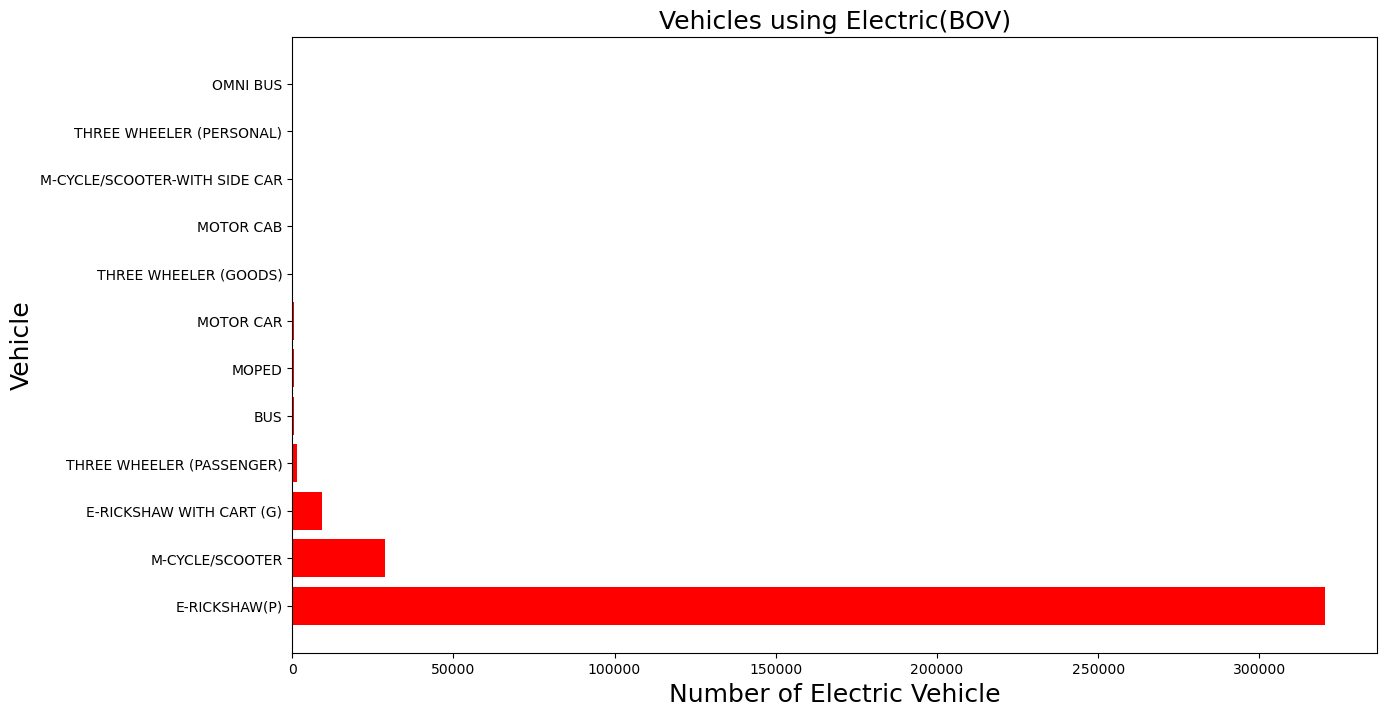 Vehicles using Electric(BOV)
OMNI BUS
THREE WHEELER (PERSONAL)
M-CYCLE/SCOOTER-WITH SIDE CAR
MOTOR CAB
THREE WHEELER (GOODS)
MOTOR CAR
MOPED
BUS
THREE WHEELER (PASSENGER)
E-RICKSHAW WITH CART (G)
M-CYCLE/SCOOTER
E-RICKSHAW(P)
Vehicle
0 50000 100000 150000 200000 250000 300000
Number of Electric Vehicle